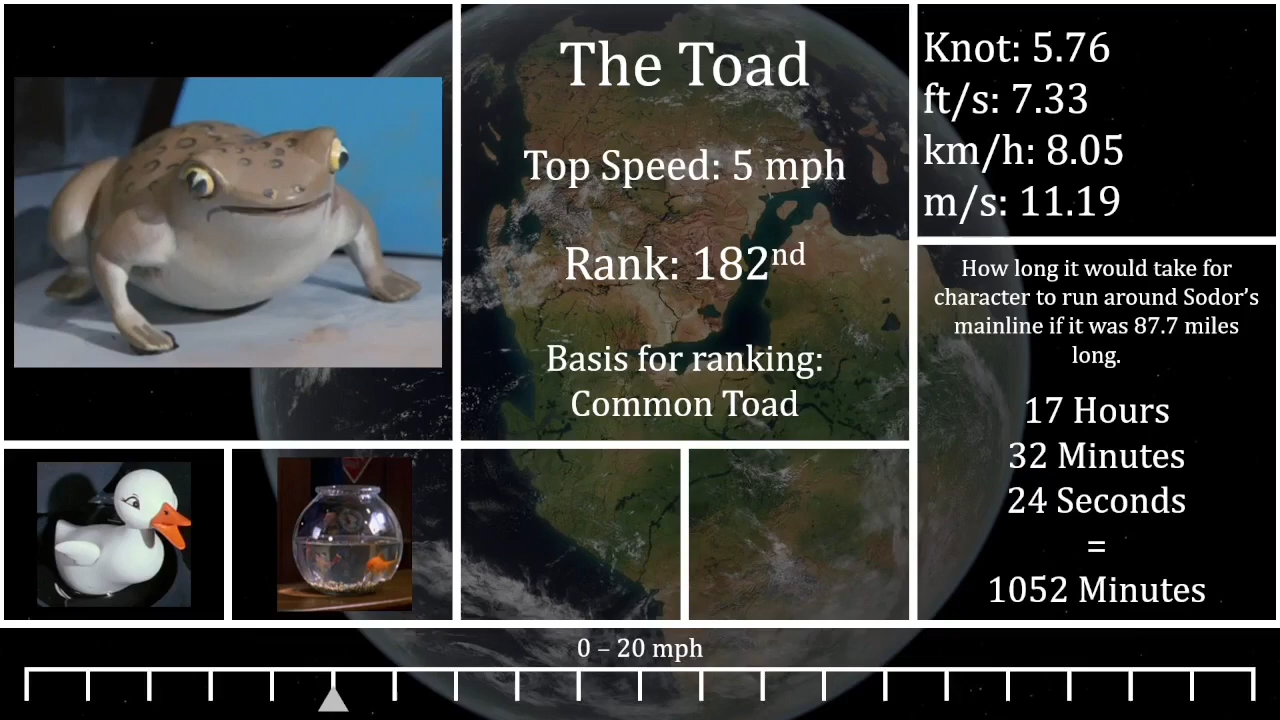 The Toad
Top Speed: 5 mph
Rank: 182nd
Basis for ranking:
Common Toad
Knot: 5.76
ft/s: 7.33
km/h: 8.05
m/s: 11.19
How long it would take for
character to run around Sodor's
mainline if it was 87.7 miles
long.
17 Hours
32 Minutes
24 Seconds
=
1052 Minutes
0 – 20 mph